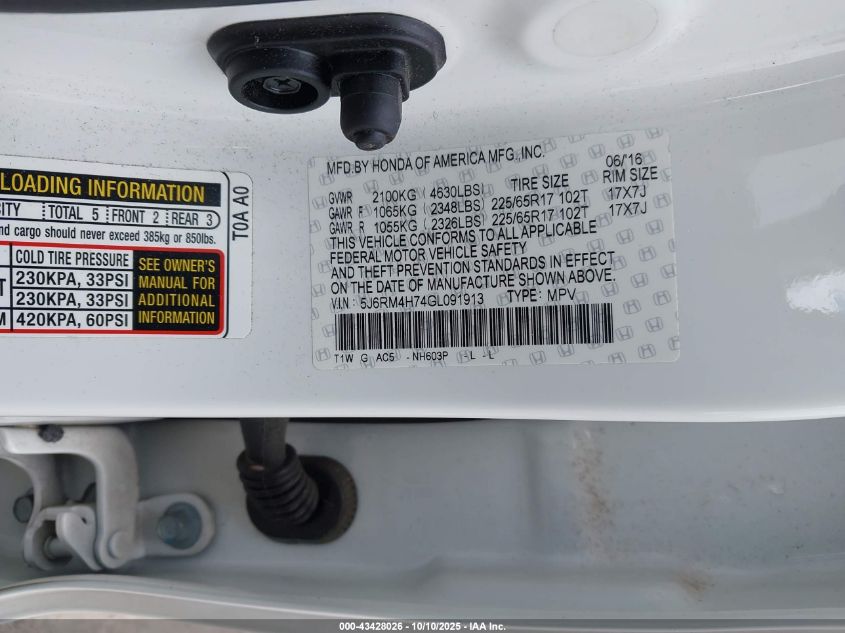 LOADING INFORMATION
CITY TOTAL 5 FRONT 2 REAR 3
nd cargo should never exceed 385kg or 850lbs.
COLD TIRE PRESSURE
230KPA, 33PSI
230KPA, 33PSI
420KPA, 60PSI
SEE OWNER'S
MANUAL FOR
ADDITIONAL
INFORMATION
T0A A0
MFD.BY HONDA OF AMERICA MFG., INC. 06/16
GVWR 2100KG ( 4630LBS) TIRE SIZE RIM SIZE
GAWR F 1065KG ( 2348LBS) 225/65R17 102T 17X7J
GAWR R 1055KG ( 2326LBS) 225/65R17 102T 17X7J
THIS VEHICLE CONFORMS TO ALL APPLICABLE
FEDERAL MOTOR VEHICLE SAFETY
AND THEFT PREVENTION STANDARDS IN EFFECT
ON THE DATE OF MANUFACTURE SHOWN ABOVE.
V.I.N : 5J6RM4H74GL091913 TYPE: MPV
T1W G AC5 -NH603P -L -L
000-43428026 - 10/10/2025 - IAA Inc.